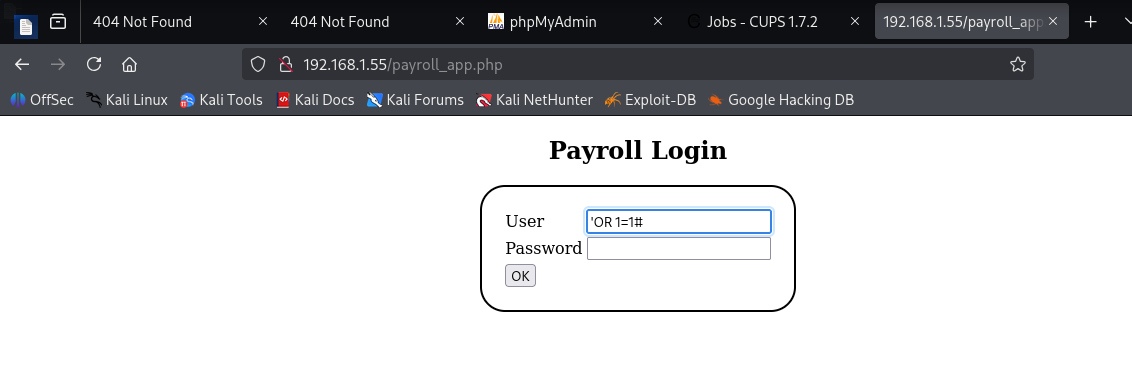 404 Not Found 404 Not Found phpMyAdmin Jobs - CUPS 1.7.2 192.168.1.55/payroll_app
192.168.1.55/payroll_app.php
OffSec Kali Linux Kali Tools Kali Docs Kali Forums Kali NetHunter Exploit-DB Google Hacking DB
Payroll Login
User 'OR 1=1#
Password
OK